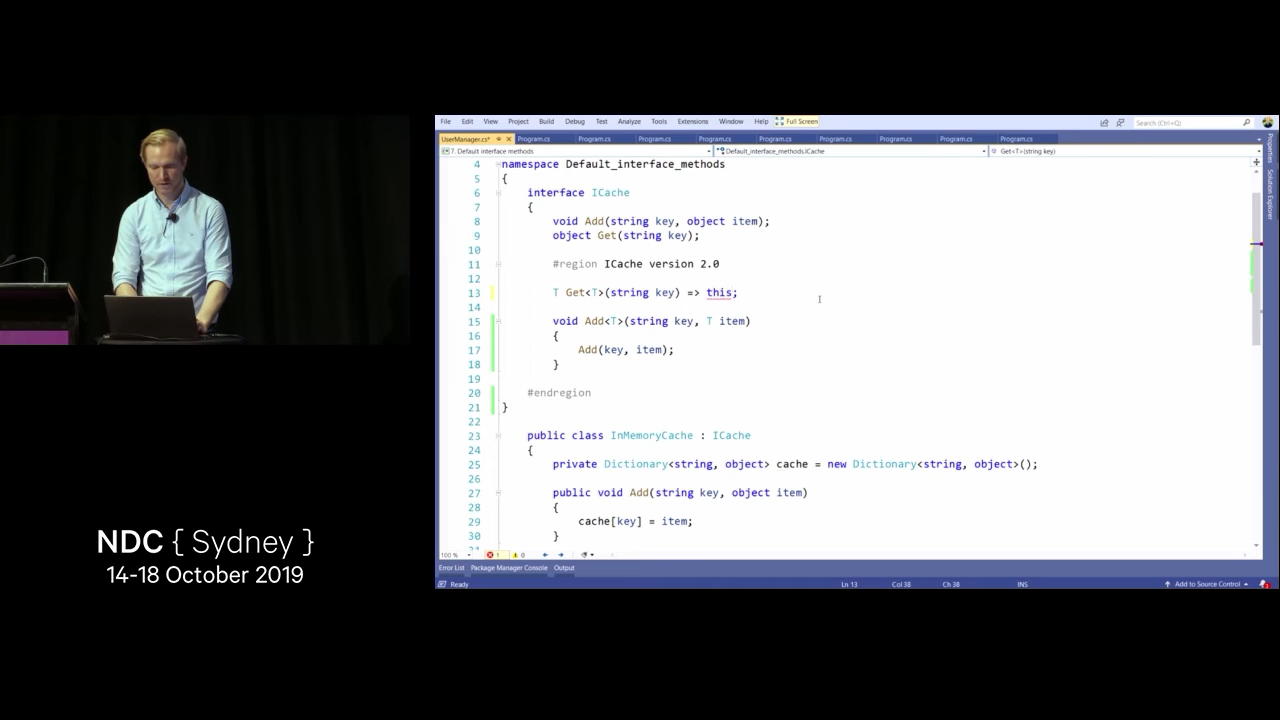 File Edit View Project Build Debug Test Analyze Tools Extensions Window Help Full Screen Search (Ctrl+Q)
UserManager.cs* Program.cs Program.cs Program.cs Program.cs Program.cs Program.cs Program.cs Program.cs Program.cs
7. Default interface methods Default_interface_methods.ICache Get<T>(string key)
4 namespace Default_interface_methods
5 {
6 interface ICache
7 {
8 void Add(string key, object item);
9 object Get(string key);
10
11 #region ICache version 2.0
12
13 T Get<T>(string key) => this;
14
15 void Add<T>(string key, T item)
16 {
17 Add(key, item);
18 }
19
20 #endregion
21 }
22
23 public class InMemoryCache : ICache
24 {
25 private Dictionary<string, object> cache = new Dictionary<string, object>();
26
27 public void Add(string key, object item)
28 {
29 cache[key] = item;
30 }
100 % 1 0
Error List Package Manager Console Output
Ready Ln 13 Col 38 Ch 38 INS Add to Source Control
Properties
Solution Explorer
NDC { Sydney }
14-18 October 2019